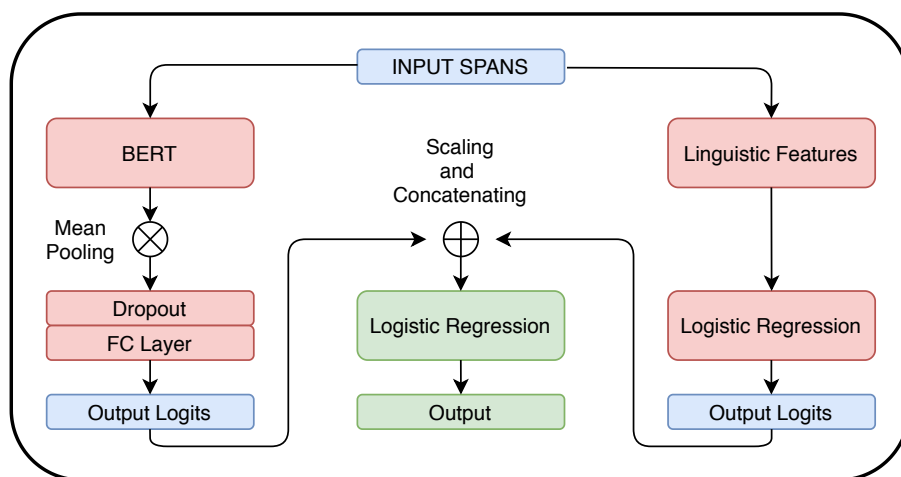 INPUT SPANS
BERT
Scaling
and
Concatenating
Linguistic Features
Mean
Pooling
Dropout
FC Layer
Logistic Regression
Logistic Regression
Output Logits
Output
Output Logits